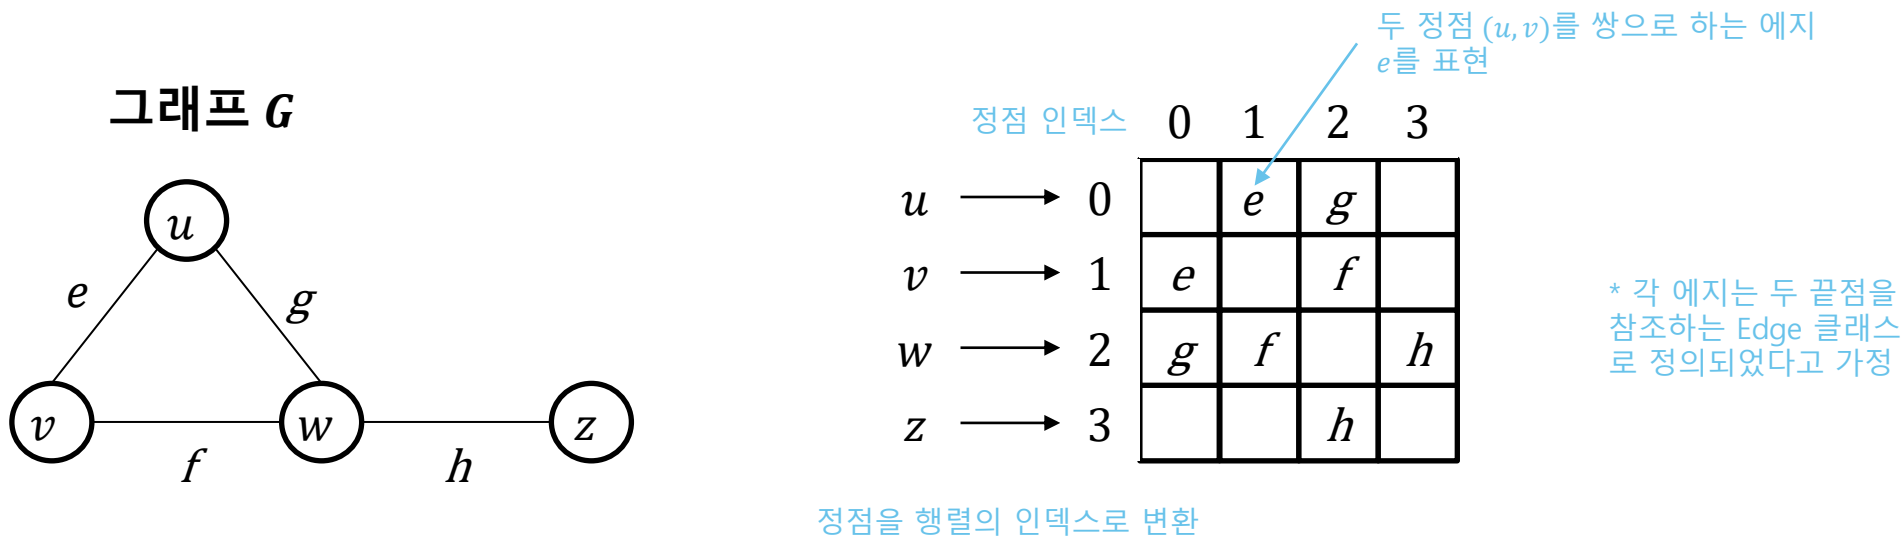 두 정점 (u, v)를 쌍으로 하는 에지
e를 표현
그래프 G
정점 인덱스 0 1 2 3
u 0 e g
v 1 e f
w 2 g f h
z 3 h
u
e g
v w z
f h
* 각 에지는 두 끝점을
참조하는 Edge 클래스
로 정의되었다고 가정
정점을 행렬의 인덱스로 변환